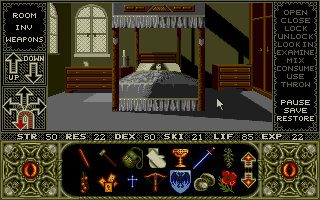 ROOM
INV
WEAPONS
UP
DOWN
OPEN
CLOSE
LOCK
UNLOCK
LOOK IN
EXAMINE
MIX
CONSUME
USE
THROW
PAUSE
SAVE
RESTORE
STR 50 RES 22 DEX 80 SKI 21 LIF 85 EXP 22